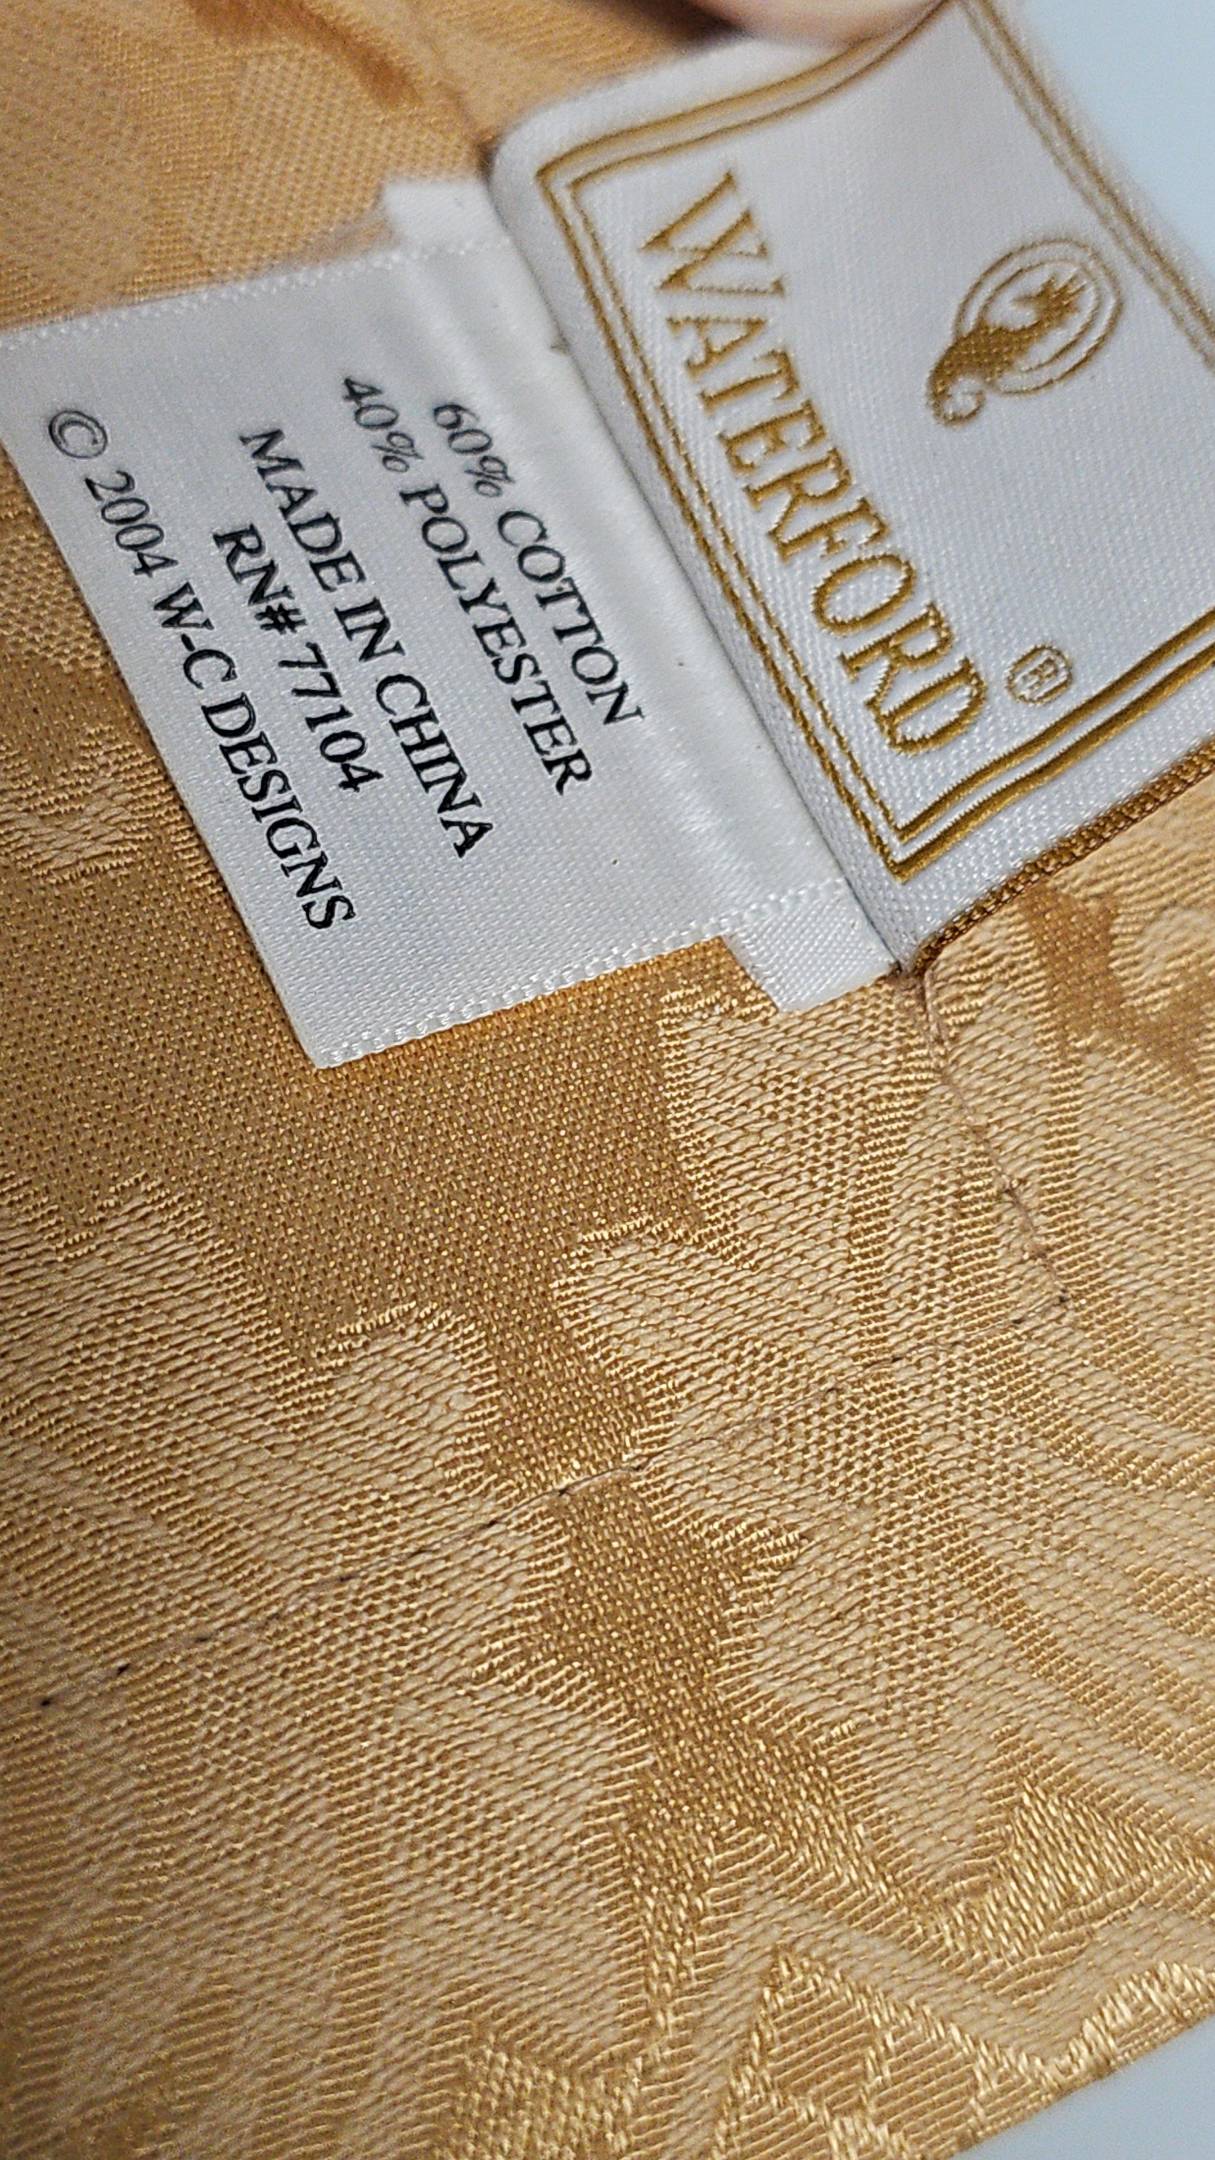 WATERFORD®
60% COTTON
40% POLYESTER
MADE IN CHINA
RN# 77104
© 2004 W-C DESIGNS